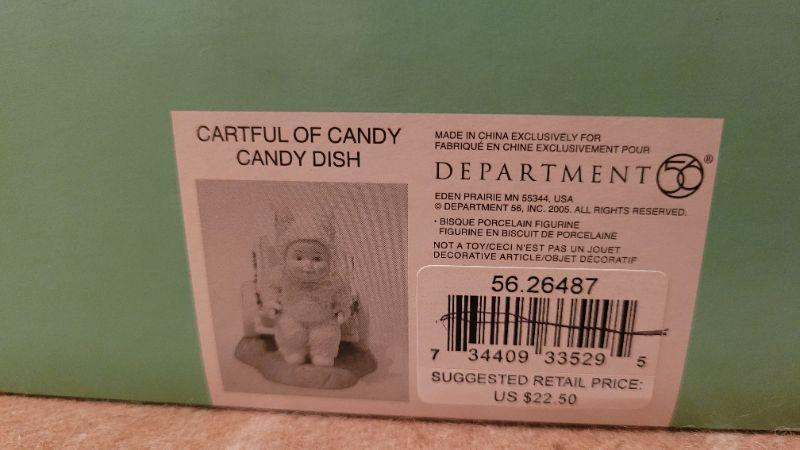 CARTFUL OF CANDY
CANDY DISH
MADE IN CHINA EXCLUSIVELY FOR
FABRIQUÉ EN CHINE EXCLUSIVEMENT POUR
DEPARTMENT 56®
EDEN PRAIRIE MN 55344, USA
© DEPARTMENT 56, INC. 2005. ALL RIGHTS RESERVED.
• BISQUE PORCELAIN FIGURINE
FIGURINE EN BISCUIT DE PORCELAINE
NOT A TOY/CECI N'EST PAS UN JOUET
DECORATIVE ARTICLE/OBJET DÉCORATIF
56.26487
7 34409 33529 5
SUGGESTED RETAIL PRICE:
US $22.50